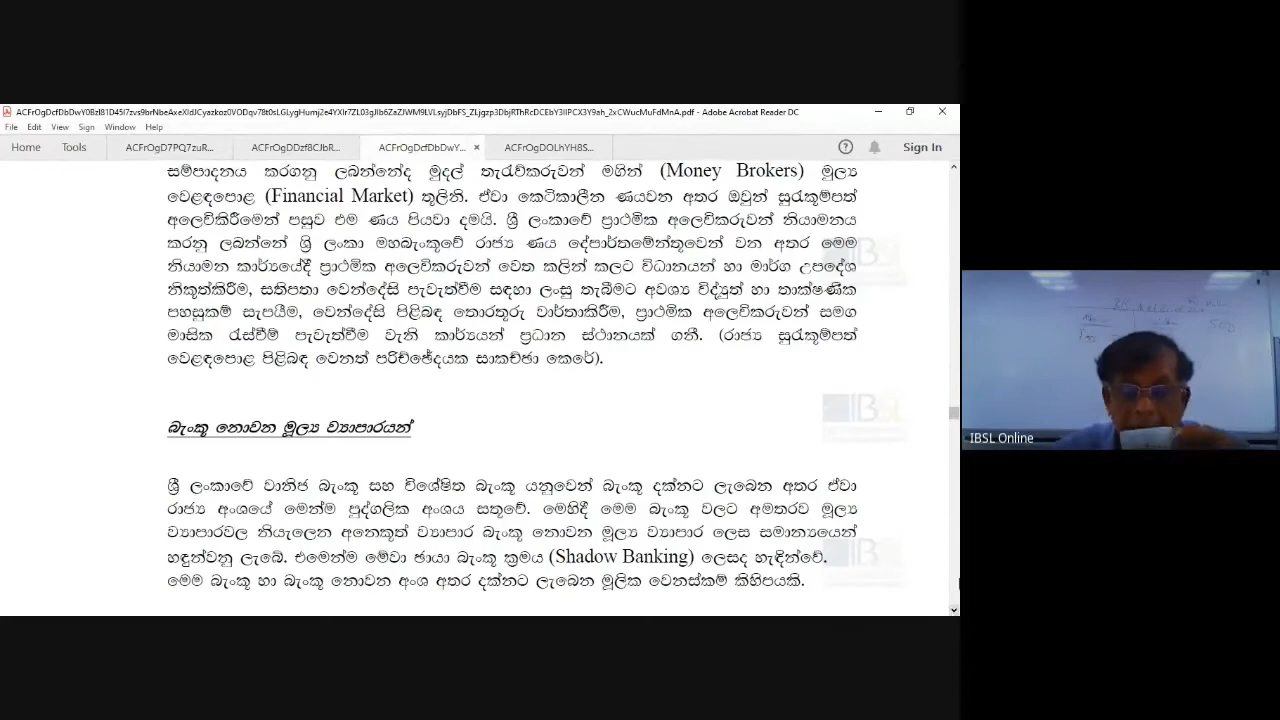 ACFrOgDcfDbDwY0BzI81D45I7zvs9brNbeAxeXIdJCyazkoz0VODqv78t0sLGLygHumj2e4YXIr7ZL03gJIb6ZaZJWM9LVLsyjDbFS_ZLjgzp3DbjRThRcDCEbY3IIPCX3Y9ah_2xCWucMuFdMnA.pdf - Adobe Acrobat Reader DC
File Edit View Sign Window Help
Home Tools ACFrOgD7PQ7zuR... ACFrOgDDzf8CJbR... ACFrOgDcfDbDwY... × ACFrOgDOLhYH8S... Sign In
සම්පාදනය කරගනු ලබන්නේද මුදල් තැරැව්කරුවන් මගින් (Money Brokers) මූල්‍ය
වෙළඳපොළ (Financial Market) තුලිනි. ඒවා කෙටිකාලීන ණයවන අතර ඔවුන් සුරැකුම්පත්
අලෙවිකිරීමෙන් පසුව එම ණය පියවා දමයි. ශ්‍රී ලංකාවේ ප්‍රාථමික අලෙවිකරුවන් නියාමනය
කරනු ලබන්නේ ශ්‍රි ලංකා මහබැංකුවේ රාජ්‍ය ණය දේපාර්තමේන්තුවෙන් වන අතර මෙම
නියාමන කාර්යයේදී ප්‍රාථමික අලෙවිකරුවන් වෙත කලින් කලට විධානයන් හා මාර්ග උපදේශ
නිකුත්කිරීම, සතිපතා වෙන්දේසි පැවැත්වීම සඳහා ලංසු තැබීමට අවශ්‍ය විද්‍යුත් හා තාක්ෂණික
පහසුකම් සැපයීම, වෙන්දේසි පිළිබඳ තොරතුරු වාර්තාකිරීම, ප්‍රාථමික අලෙවිකරුවන් සමග
මාසික රැස්වීම් පැවැත්වීම වැනි කාර්යයන් ප්‍රධාන ස්ථානයක් ගනී. (රාජ්‍ය සුරැකුම්පත්
වෙළඳපොළ පිළිබඳ වෙනත් පරිච්ඡේදයක සාකච්ඡා කෙරේ).
බැංකු නොවන මූල්‍ය ව්‍යාපාරයන්
ශ්‍රී ලංකාවේ වාණිජ බැංකු සහ විශේෂිත බැංකු යනුවෙන් බැංකු දක්නට ලැබෙන අතර ඒවා
රාජ්‍ය අංශයේ මෙන්ම පුද්ගලික අංශය සතුවේ. මෙහිදී මෙම බැංකු වලට අමතරව මූල්‍ය
ව්‍යාපාරවල නියැලෙන අනෙකුත් ව්‍යාපාර බැංකු නොවන මූල්‍ය ව්‍යාපාර ලෙස සමාන්‍යයෙන්
හඳුන්වනු ලැබේ. එමෙන්ම මේවා ඡායා බැංකු ක්‍රමය (Shadow Banking) ලෙසද හැඳින්වේ.
මෙම බැංකු හා බැංකු නොවන අංශ අතර දක්නට ලැබෙන මූලික වෙනස්කම් කිහිපයකි.
IBSL
IBSL
IBSL
IBSL Online